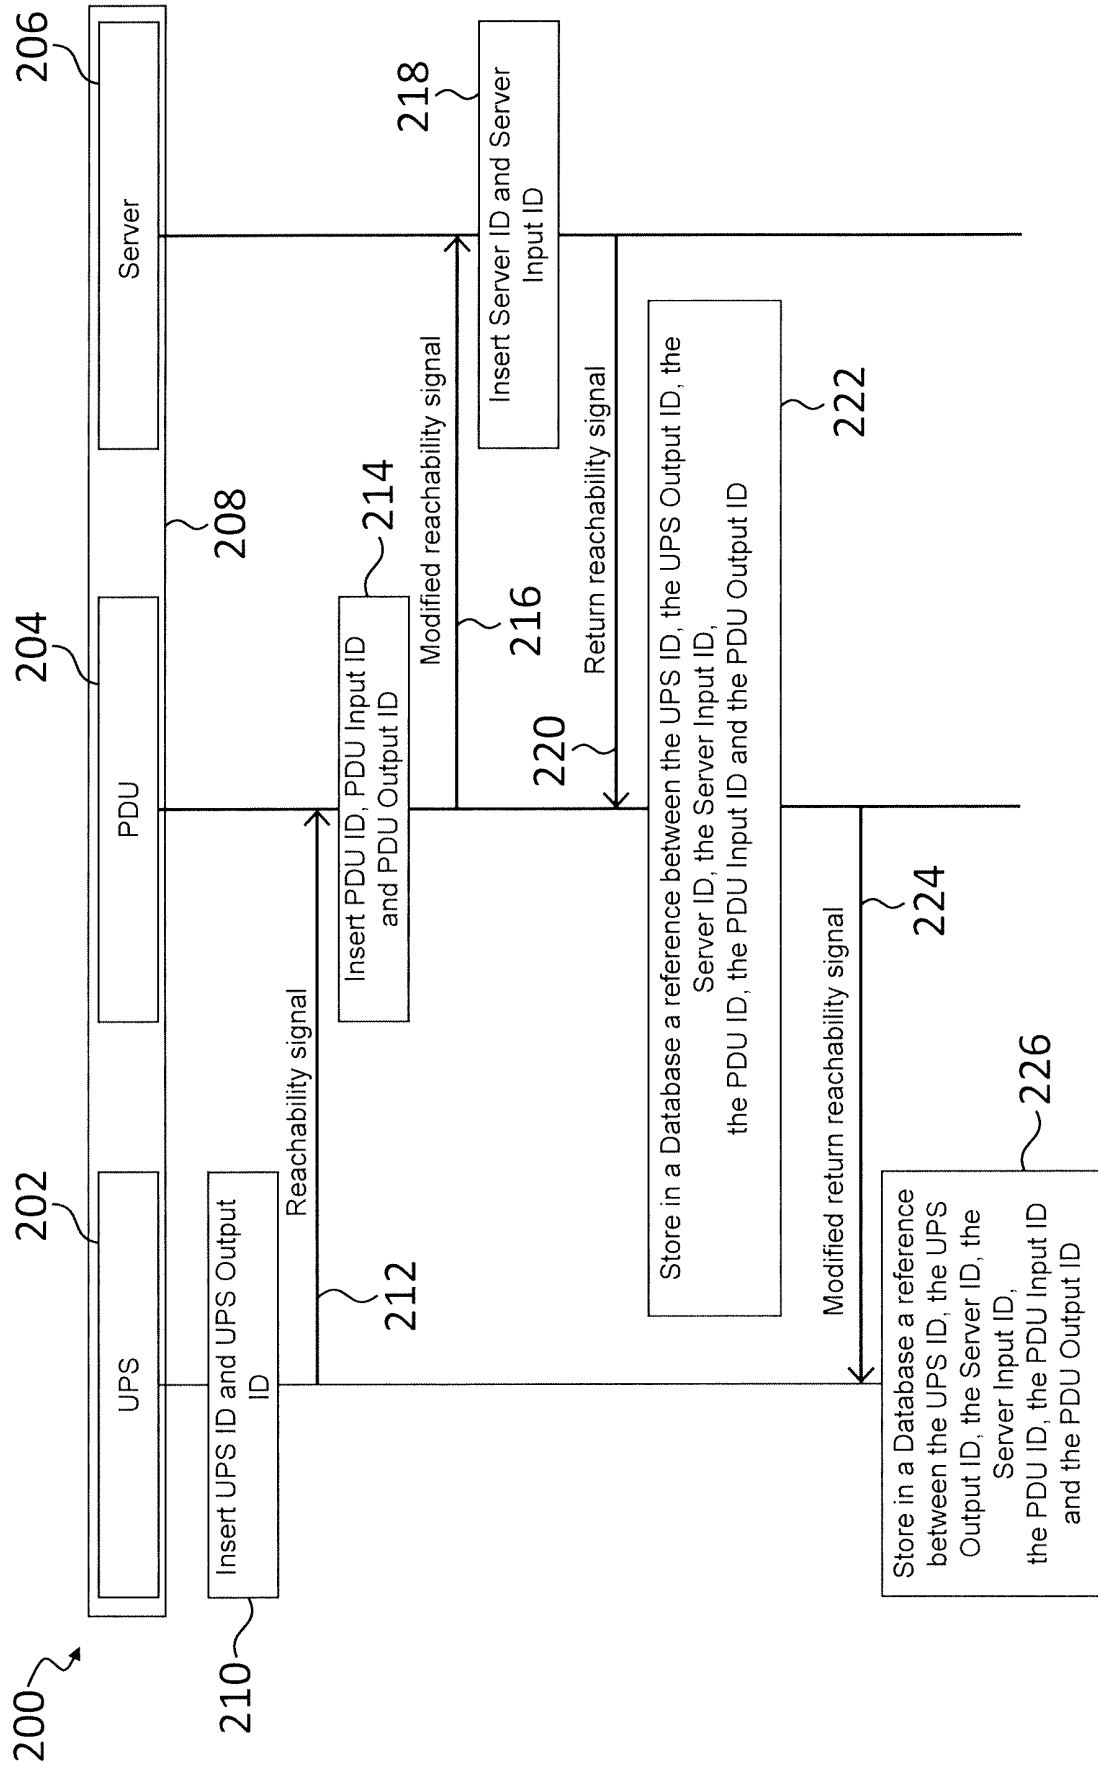 200
202
204
206
UPS
PDU
Server
208
210
Insert UPS ID and UPS Output
ID
Reachability signal
212
214
Insert PDU ID, PDU Input ID
and PDU Output ID
Modified reachability signal
216
218
Insert Server ID and Server
Input ID
Return reachability signal
220
Store in a Database a reference between the UPS ID, the UPS Output ID, the
Server ID, the Server Input ID,
the PDU ID, the PDU Input ID and the PDU Output ID
222
Modified return reachability signal
224
Store in a Database a reference
between the UPS ID, the UPS
Output ID, the Server ID, the
Server Input ID,
the PDU ID, the PDU Input ID
and the PDU Output ID
226